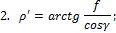 2. ρ' = arctg f/cosγ;